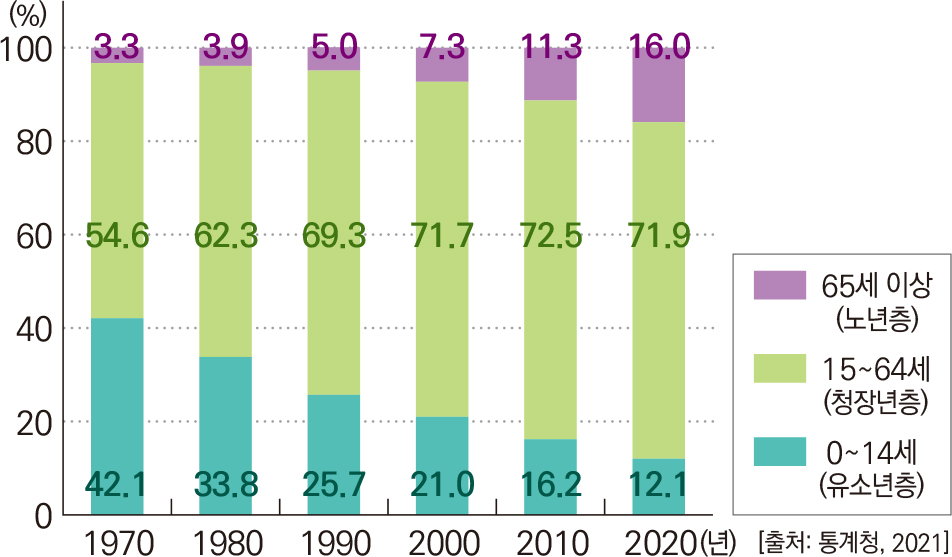 (%)
100 3.3 3.9 5.0 7.3 11.3 16.0
80
60 54.6 62.3 69.3 71.7 72.5 71.9
40
20
0 42.1 33.8 25.7 21.0 16.2 12.1
1970 1980 1990 2000 2010 2020(년)
65세 이상
(노년층)
15~64세
(청장년층)
0~14세
(유소년층)
[출처: 통계청, 2021]